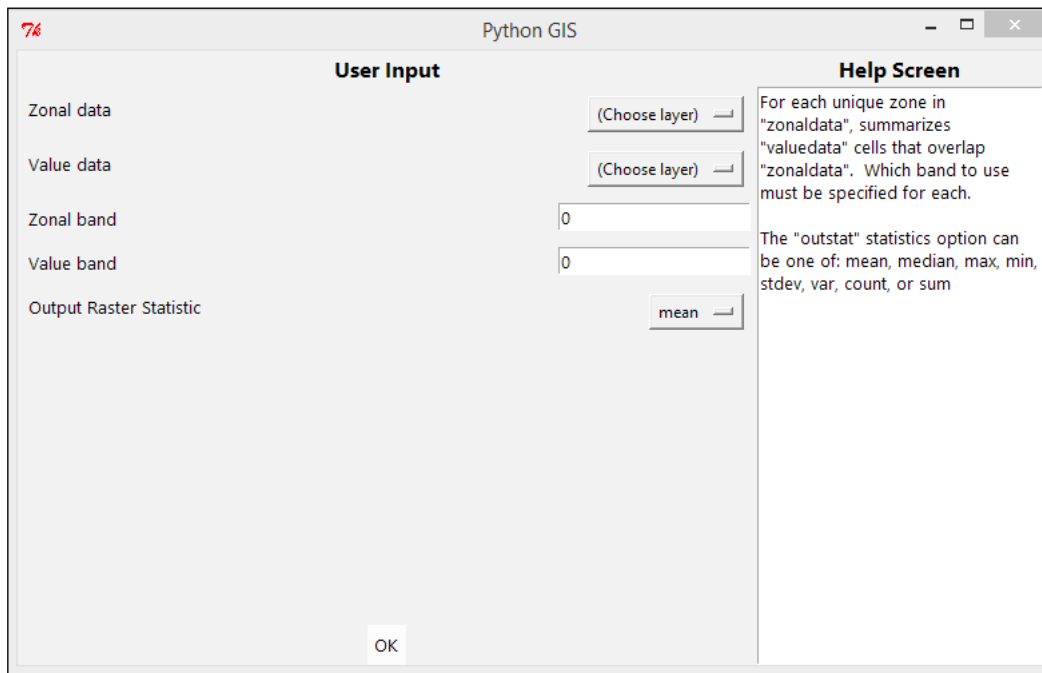 Python GIS
User Input
Zonal data
(Choose layer)
Value data
(Choose layer)
Zonal band
0
Value band
0
Output Raster Statistic
mean
OK
Help Screen
For each unique zone in
"zonaldata", summarizes
"valuedata" cells that overlap
"zonaldata".  Which band to use
must be specified for each.
The "outstat" statistics option can
be one of: mean, median, max, min,
stdev, var, count, or sum